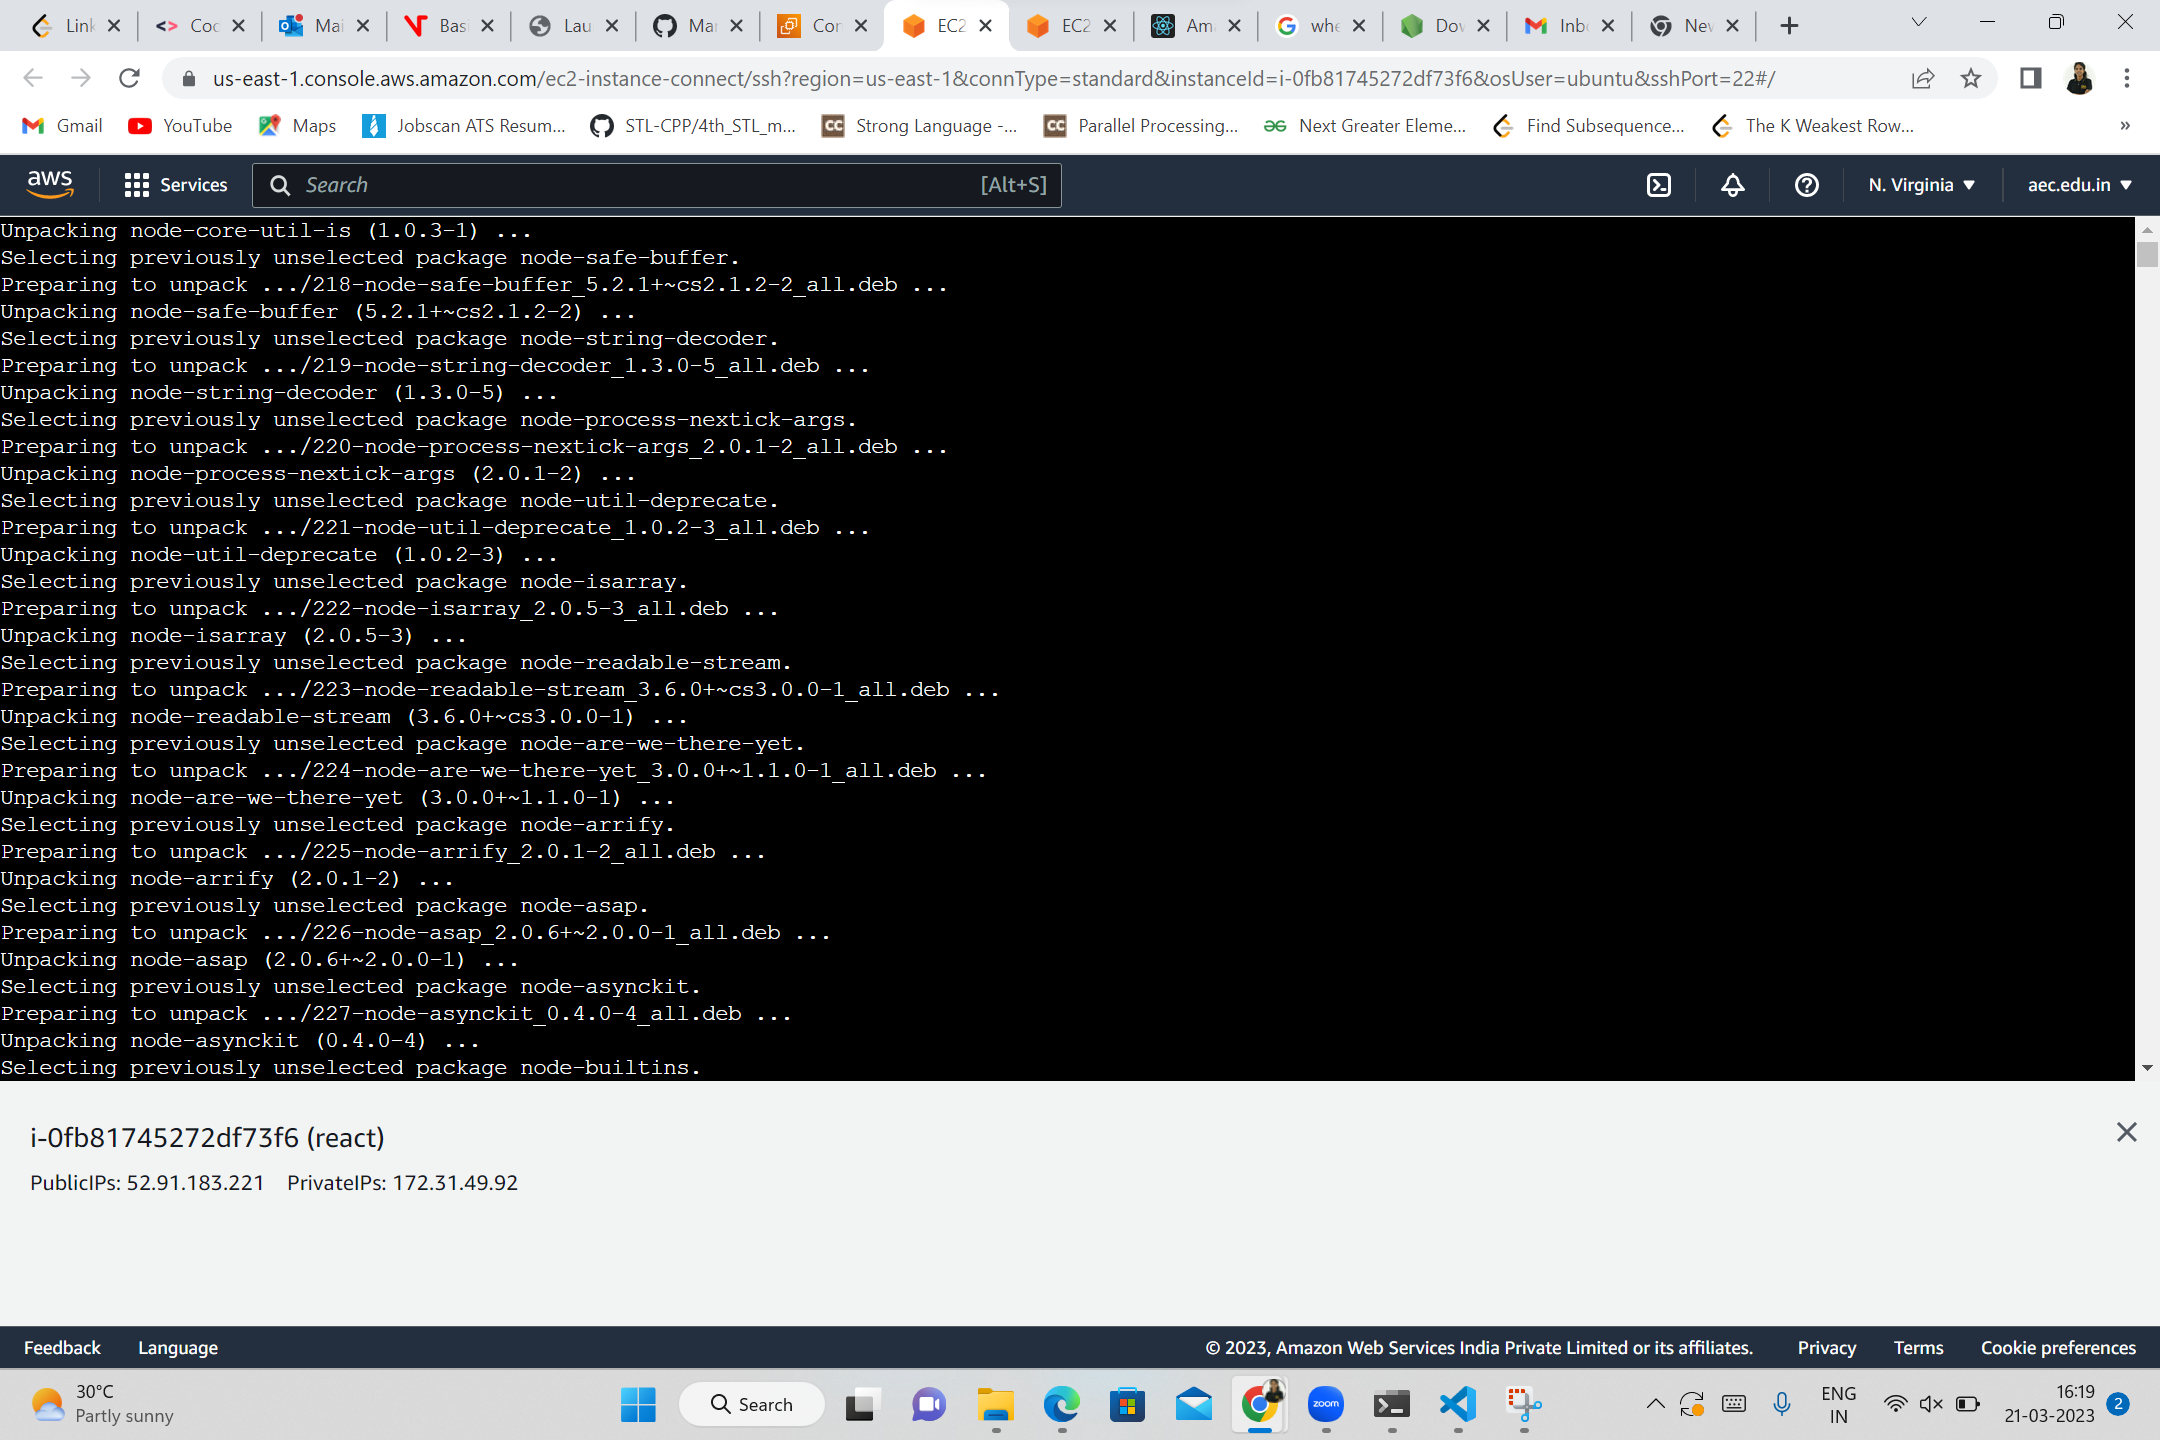 Link
Coc
Mai
Basi
Lau
Mar
Con
EC2
EC2
Am
whe
Dov
Inbo
New
us-east-1.console.aws.amazon.com/ec2-instance-connect/ssh?region=us-east-1&connType=standard&instanceId=i-0fb81745272df73f6&osUser=ubuntu&sshPort=22#/
Gmail
YouTube
Maps
Jobscan ATS Resum...
STL-CPP/4th_STL_m...
Strong Language -...
Parallel Processing...
Next Greater Eleme...
Find Subsequence...
The K Weakest Row...
»
aws
Services
Search
[Alt+S]
N. Virginia
aec.edu.in
Unpacking node-core-util-is (1.0.3-1) ...
Selecting previously unselected package node-safe-buffer.
Preparing to unpack .../218-node-safe-buffer_5.2.1+~cs2.1.2-2_all.deb ...
Unpacking node-safe-buffer (5.2.1+~cs2.1.2-2) ...
Selecting previously unselected package node-string-decoder.
Preparing to unpack .../219-node-string-decoder_1.3.0-5_all.deb ...
Unpacking node-string-decoder (1.3.0-5) ...
Selecting previously unselected package node-process-nextick-args.
Preparing to unpack .../220-node-process-nextick-args_2.0.1-2_all.deb ...
Unpacking node-process-nextick-args (2.0.1-2) ...
Selecting previously unselected package node-util-deprecate.
Preparing to unpack .../221-node-util-deprecate_1.0.2-3_all.deb ...
Unpacking node-util-deprecate (1.0.2-3) ...
Selecting previously unselected package node-isarray.
Preparing to unpack .../222-node-isarray_2.0.5-3_all.deb ...
Unpacking node-isarray (2.0.5-3) ...
Selecting previously unselected package node-readable-stream.
Preparing to unpack .../223-node-readable-stream_3.6.0+~cs3.0.0-1_all.deb ...
Unpacking node-readable-stream (3.6.0+~cs3.0.0-1) ...
Selecting previously unselected package node-are-we-there-yet.
Preparing to unpack .../224-node-are-we-there-yet_3.0.0+~1.1.0-1_all.deb ...
Unpacking node-are-we-there-yet (3.0.0+~1.1.0-1) ...
Selecting previously unselected package node-arrify.
Preparing to unpack .../225-node-arrify_2.0.1-2_all.deb ...
Unpacking node-arrify (2.0.1-2) ...
Selecting previously unselected package node-asap.
Preparing to unpack .../226-node-asap_2.0.6+~2.0.0-1_all.deb ...
Unpacking node-asap (2.0.6+~2.0.0-1) ...
Selecting previously unselected package node-asynckit.
Preparing to unpack .../227-node-asynckit_0.4.0-4_all.deb ...
Unpacking node-asynckit (0.4.0-4) ...
Selecting previously unselected package node-builtins.
i-0fb81745272df73f6 (react)
PublicIPs: 52.91.183.221 PrivateIPs: 172.31.49.92
Feedback
Language
© 2023, Amazon Web Services India Private Limited or its affiliates.
Privacy
Terms
Cookie preferences
30°C
Partly sunny
Search
zoom
ENG
IN
16:19
21-03-2023
2